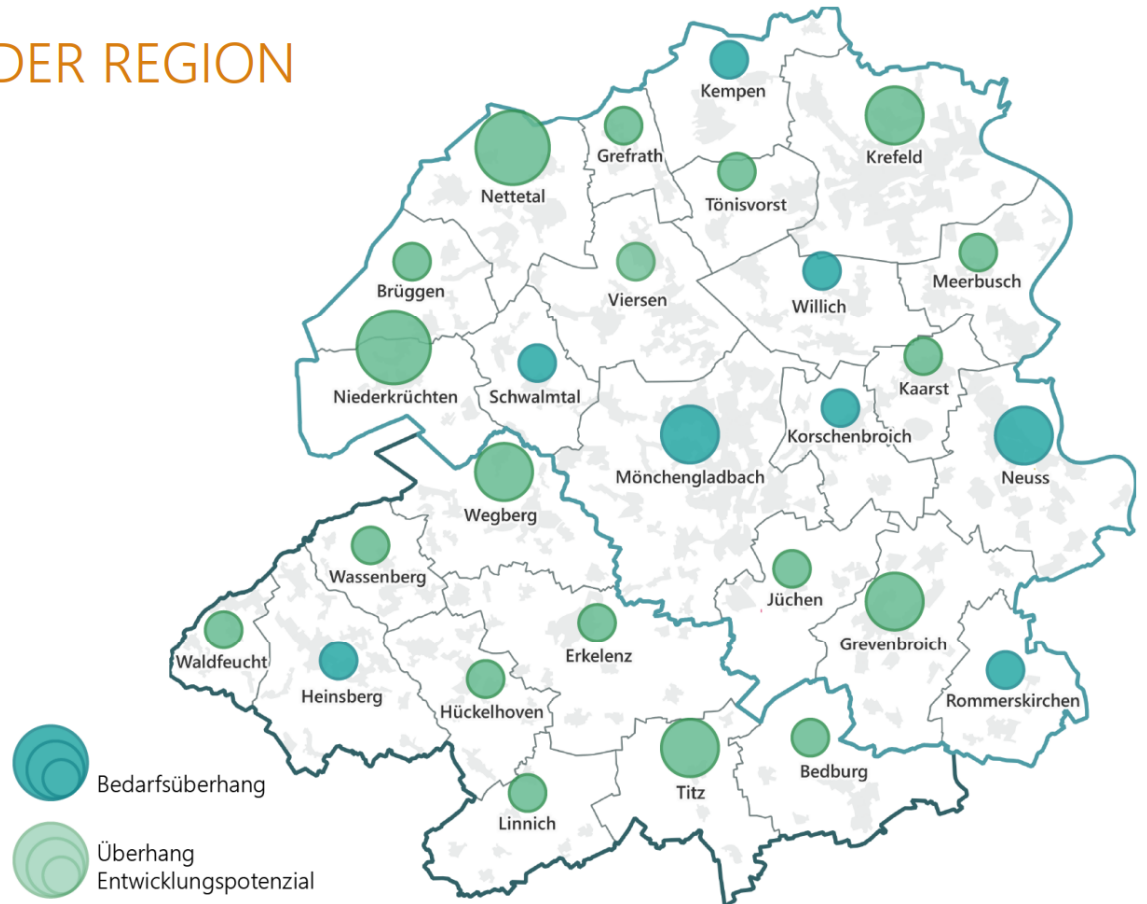 DER REGION
Kempen
Krefeld
Grefrath
Nettetal
Tönisvorst
Meerbusch
Brüggen
Viersen
Willich
Kaarst
Niederkrüchten
Schwalmtal
Korschenbroich
Mönchengladbach
Neuss
Wegberg
Wassenberg
Jüchen
Grevenbroich
Erkelenz
Waldfeucht
Heinsberg
Hückelhoven
Rommerskirchen
Bedburg
Titz
Linnich
Bedarfsüberhang
Überhang
Entwicklungspotenzial